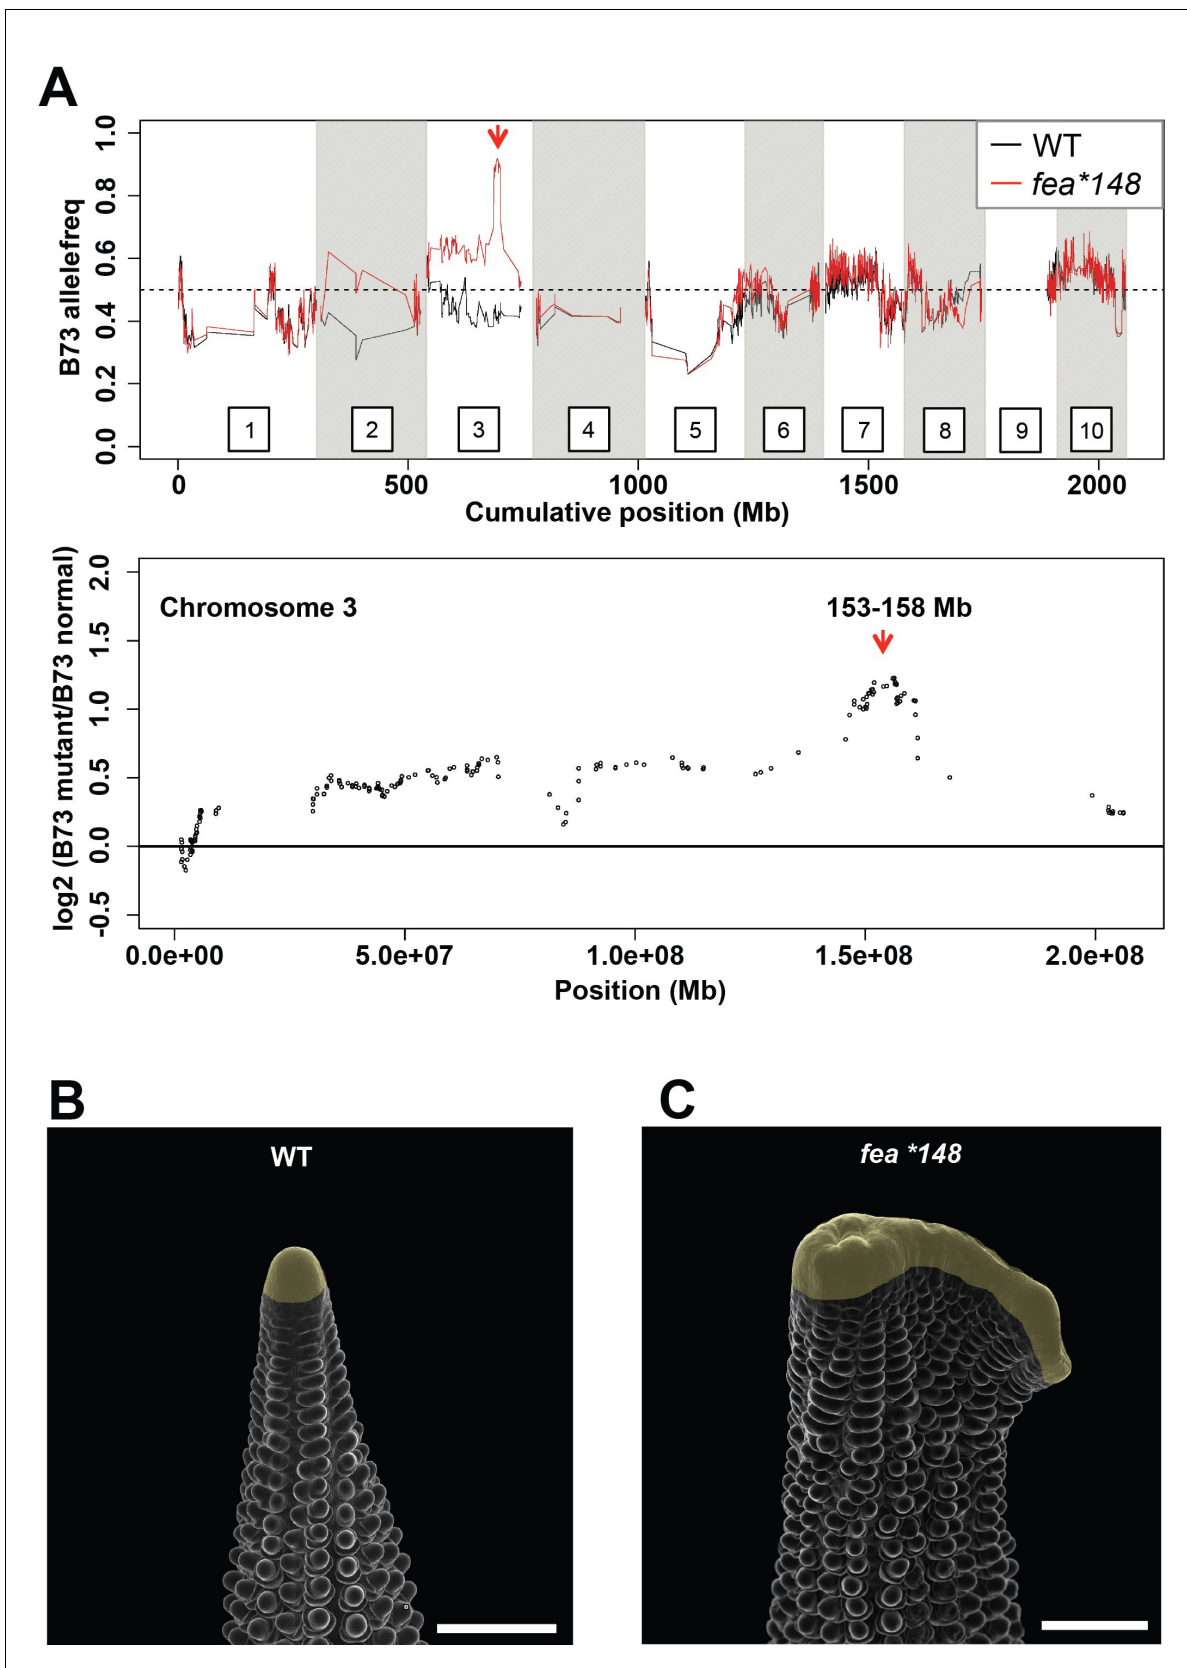 A
1.0
0.8
0.6
0.4
0.2
0.0
B73 allelefreq
WT
fea*148
1 2 3 4 5 6 7 8 9 10
0 500 1000 1500 2000
Cumulative position (Mb)
2.0
1.5
1.0
0.5
0.0
-0.5
log2 (B73 mutant/B73 normal)
Chromosome 3
153-158 Mb
0.0e+00 5.0e+07 1.0e+08 1.5e+08 2.0e+08
Position (Mb)
B
WT
C
fea *148